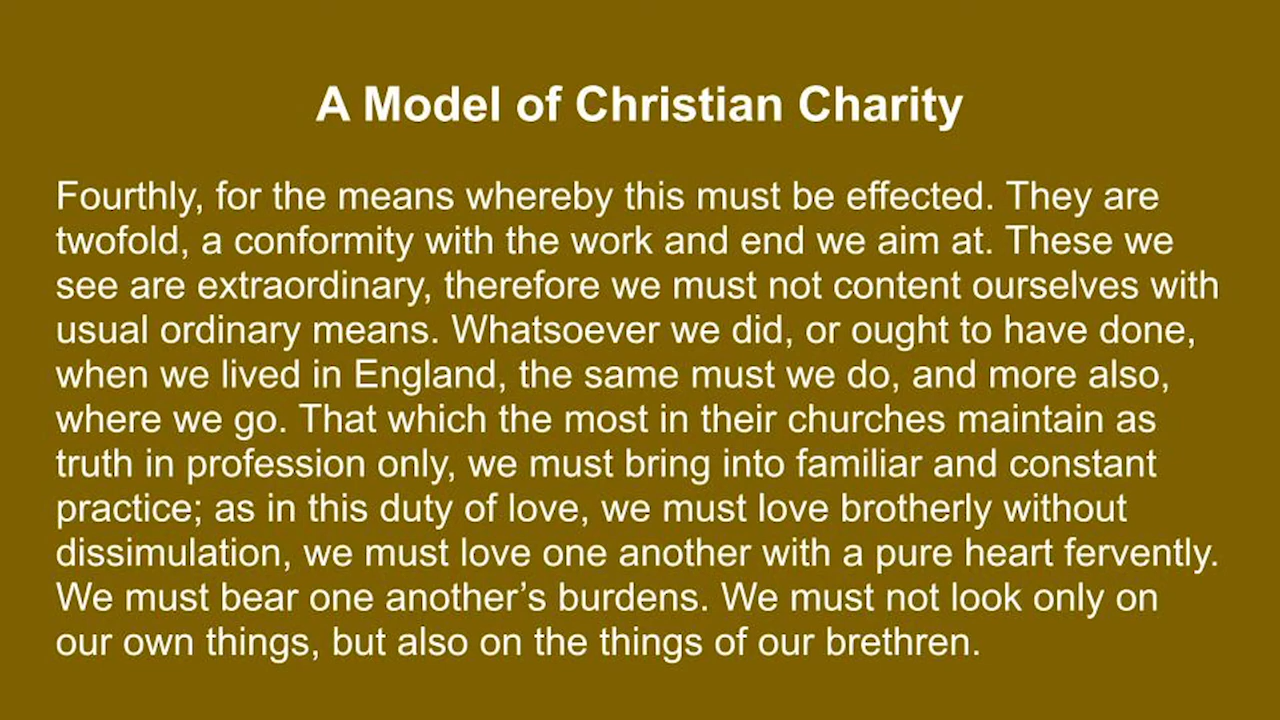 A Model of Christian Charity
Fourthly, for the means whereby this must be effected. They are
twofold, a conformity with the work and end we aim at. These we
see are extraordinary, therefore we must not content ourselves with
usual ordinary means. Whatsoever we did, or ought to have done,
when we lived in England, the same must we do, and more also,
where we go. That which the most in their churches maintain as
truth in profession only, we must bring into familiar and constant
practice; as in this duty of love, we must love brotherly without
dissimulation, we must love one another with a pure heart fervently.
We must bear one another’s burdens. We must not look only on
our own things, but also on the things of our brethren.